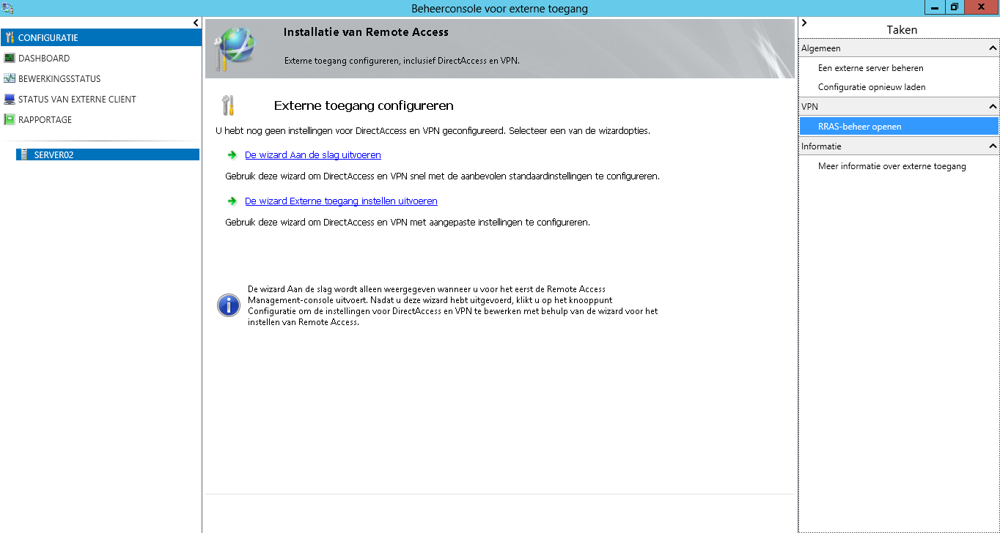 Beheerconsole voor externe toegang
CONFIGURATIE
DASHBOARD
BEWERKINGSSTATUS
STATUS VAN EXTERNE CLIENT
RAPPORTAGE
SERVER02
Installatie van Remote Access
Externe toegang configureren, inclusief DirectAccess en VPN.
Externe toegang configureren
U hebt nog geen instellingen voor DirectAccess en VPN geconfigureerd. Selecteer een van de wizardopties.
De wizard Aan de slag uitvoeren
Gebruik deze wizard om DirectAccess en VPN snel met de aanbevolen standaardinstellingen te configureren.
De wizard Externe toegang instellen uitvoeren
Gebruik deze wizard om DirectAccess en VPN met aangepaste instellingen te configureren.
De wizard Aan de slag wordt alleen weergegeven wanneer u voor het eerst de Remote Access
Management-console uitvoert. Nadat u deze wizard hebt uitgevoerd, klikt u op het knooppunt
Configuratie om de instellingen voor DirectAccess en VPN te bewerken met behulp van de wizard voor het
instellen van Remote Access.
Taken
Algemeen
Een externe server beheren
Configuratie opnieuw laden
VPN
RRAS-beheer openen
Informatie
Meer informatie over externe toegang